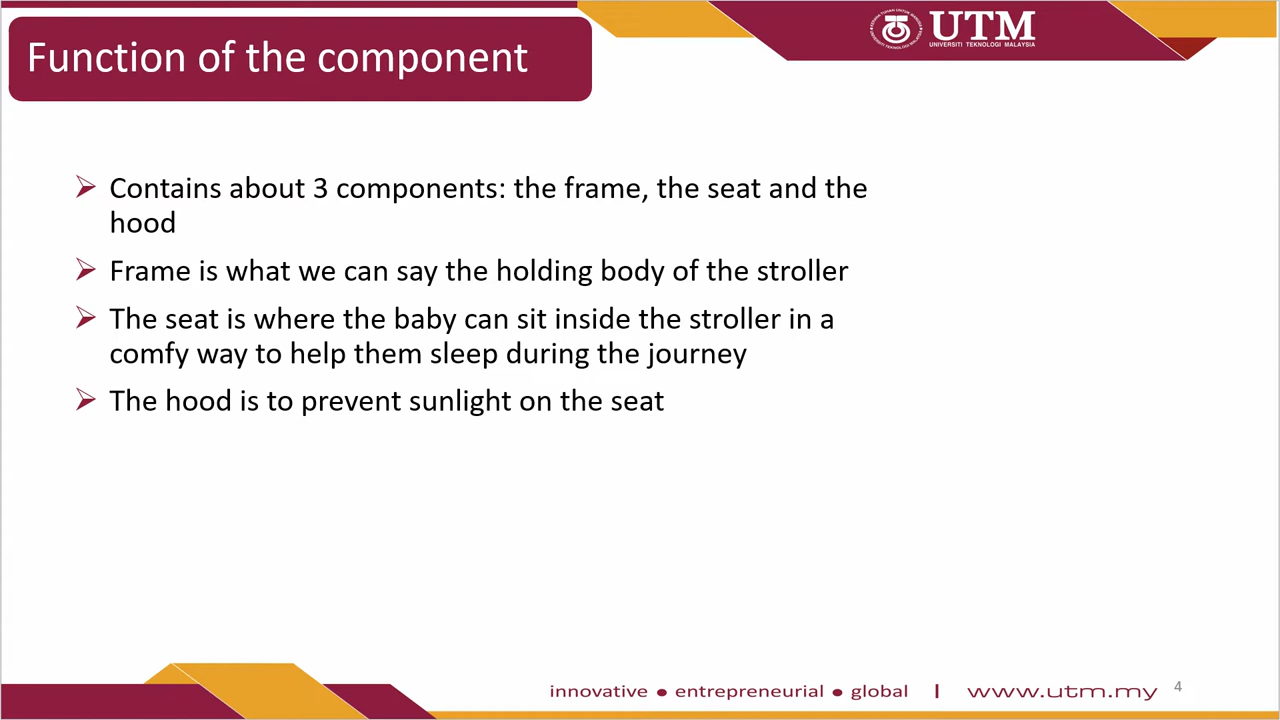 Function of the component
UTM
UNIVERSITI TEKNOLOGI MALAYSIA
Contains about 3 components: the frame, the seat and the
hood
Frame is what we can say the holding body of the stroller
The seat is where the baby can sit inside the stroller in a
comfy way to help them sleep during the journey
The hood is to prevent sunlight on the seat
innovative ● entrepreneurial ● global | www.utm.my
4